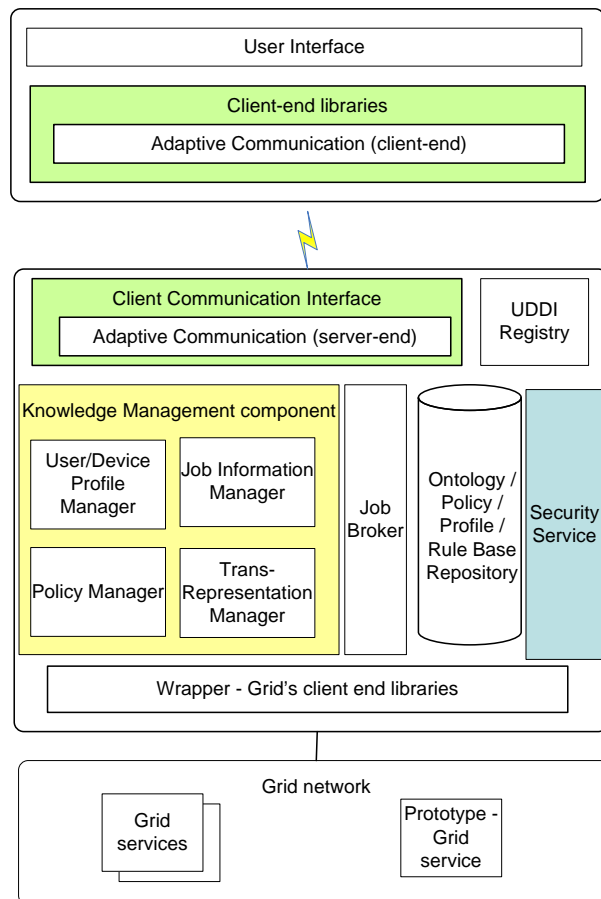 User Interface
Client-end libraries
Adaptive Communication (client-end)
Client Communication Interface
Adaptive Communication (server-end)
UDDI
Registry
Knowledge Management component
User/Device
Profile
Manager
Job Information
Manager
Policy Manager
Trans-
Representation
Manager
Job
Broker
Ontology /
Policy /
Profile /
Rule Base
Repository
Security
Service
Wrapper - Grid's client end libraries
Grid network
Grid
services
Prototype -
Grid
service